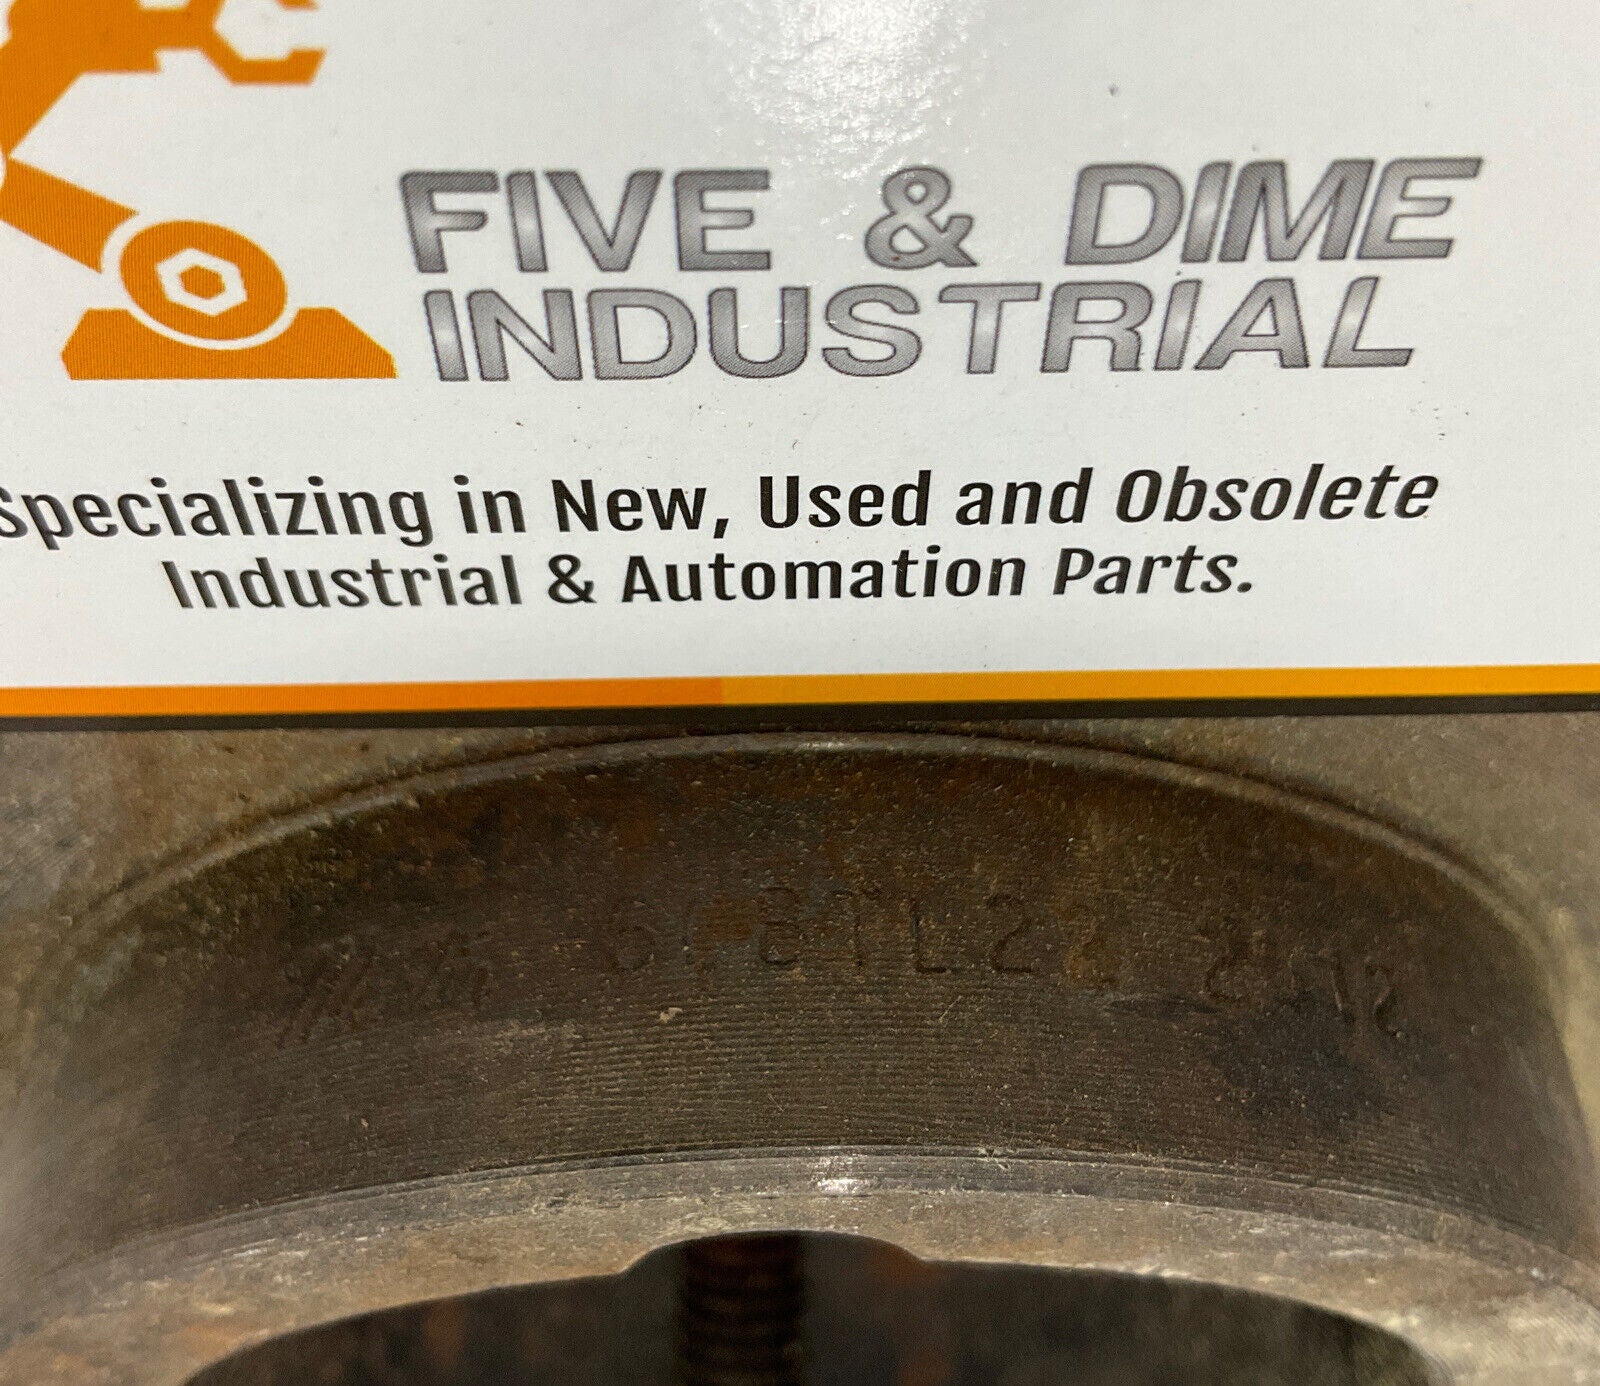 FIVE & DIME
INDUSTRIAL
Specializing in New, Used and Obsolete
Industrial & Automation Parts.